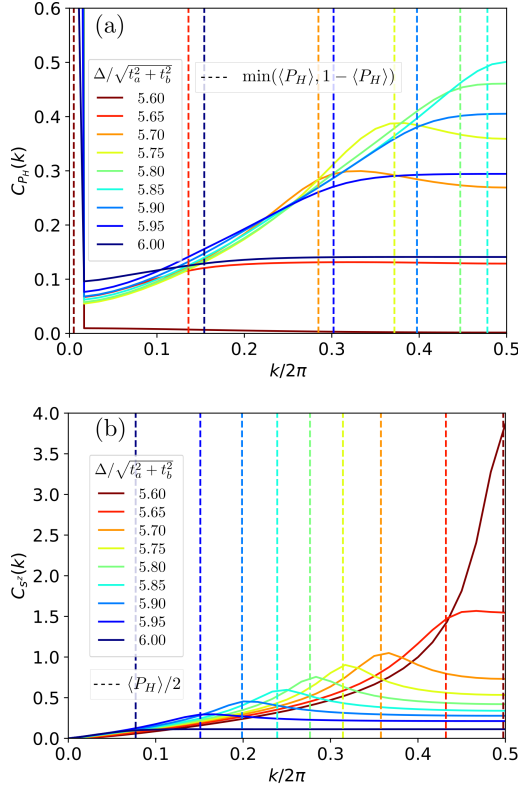 (a)
0.6
0.5
0.4
0.3
0.2
0.1
0.0
C_{P_H}(k)
Δ/√(t_a^2 + t_b^2)
5.60
5.65
5.70
5.75
5.80
5.85
5.90
5.95
6.00
min(⟨P_H⟩, 1 − ⟨P_H⟩)
0.0 0.1 0.2 0.3 0.4 0.5
k/2π
(b)
4.0
3.5
3.0
2.5
2.0
1.5
1.0
0.5
0.0
C_{S^z}(k)
Δ/√(t_a^2 + t_b^2)
5.60
5.65
5.70
5.75
5.80
5.85
5.90
5.95
6.00
⟨P_H⟩/2
0.0 0.1 0.2 0.3 0.4 0.5
k/2π